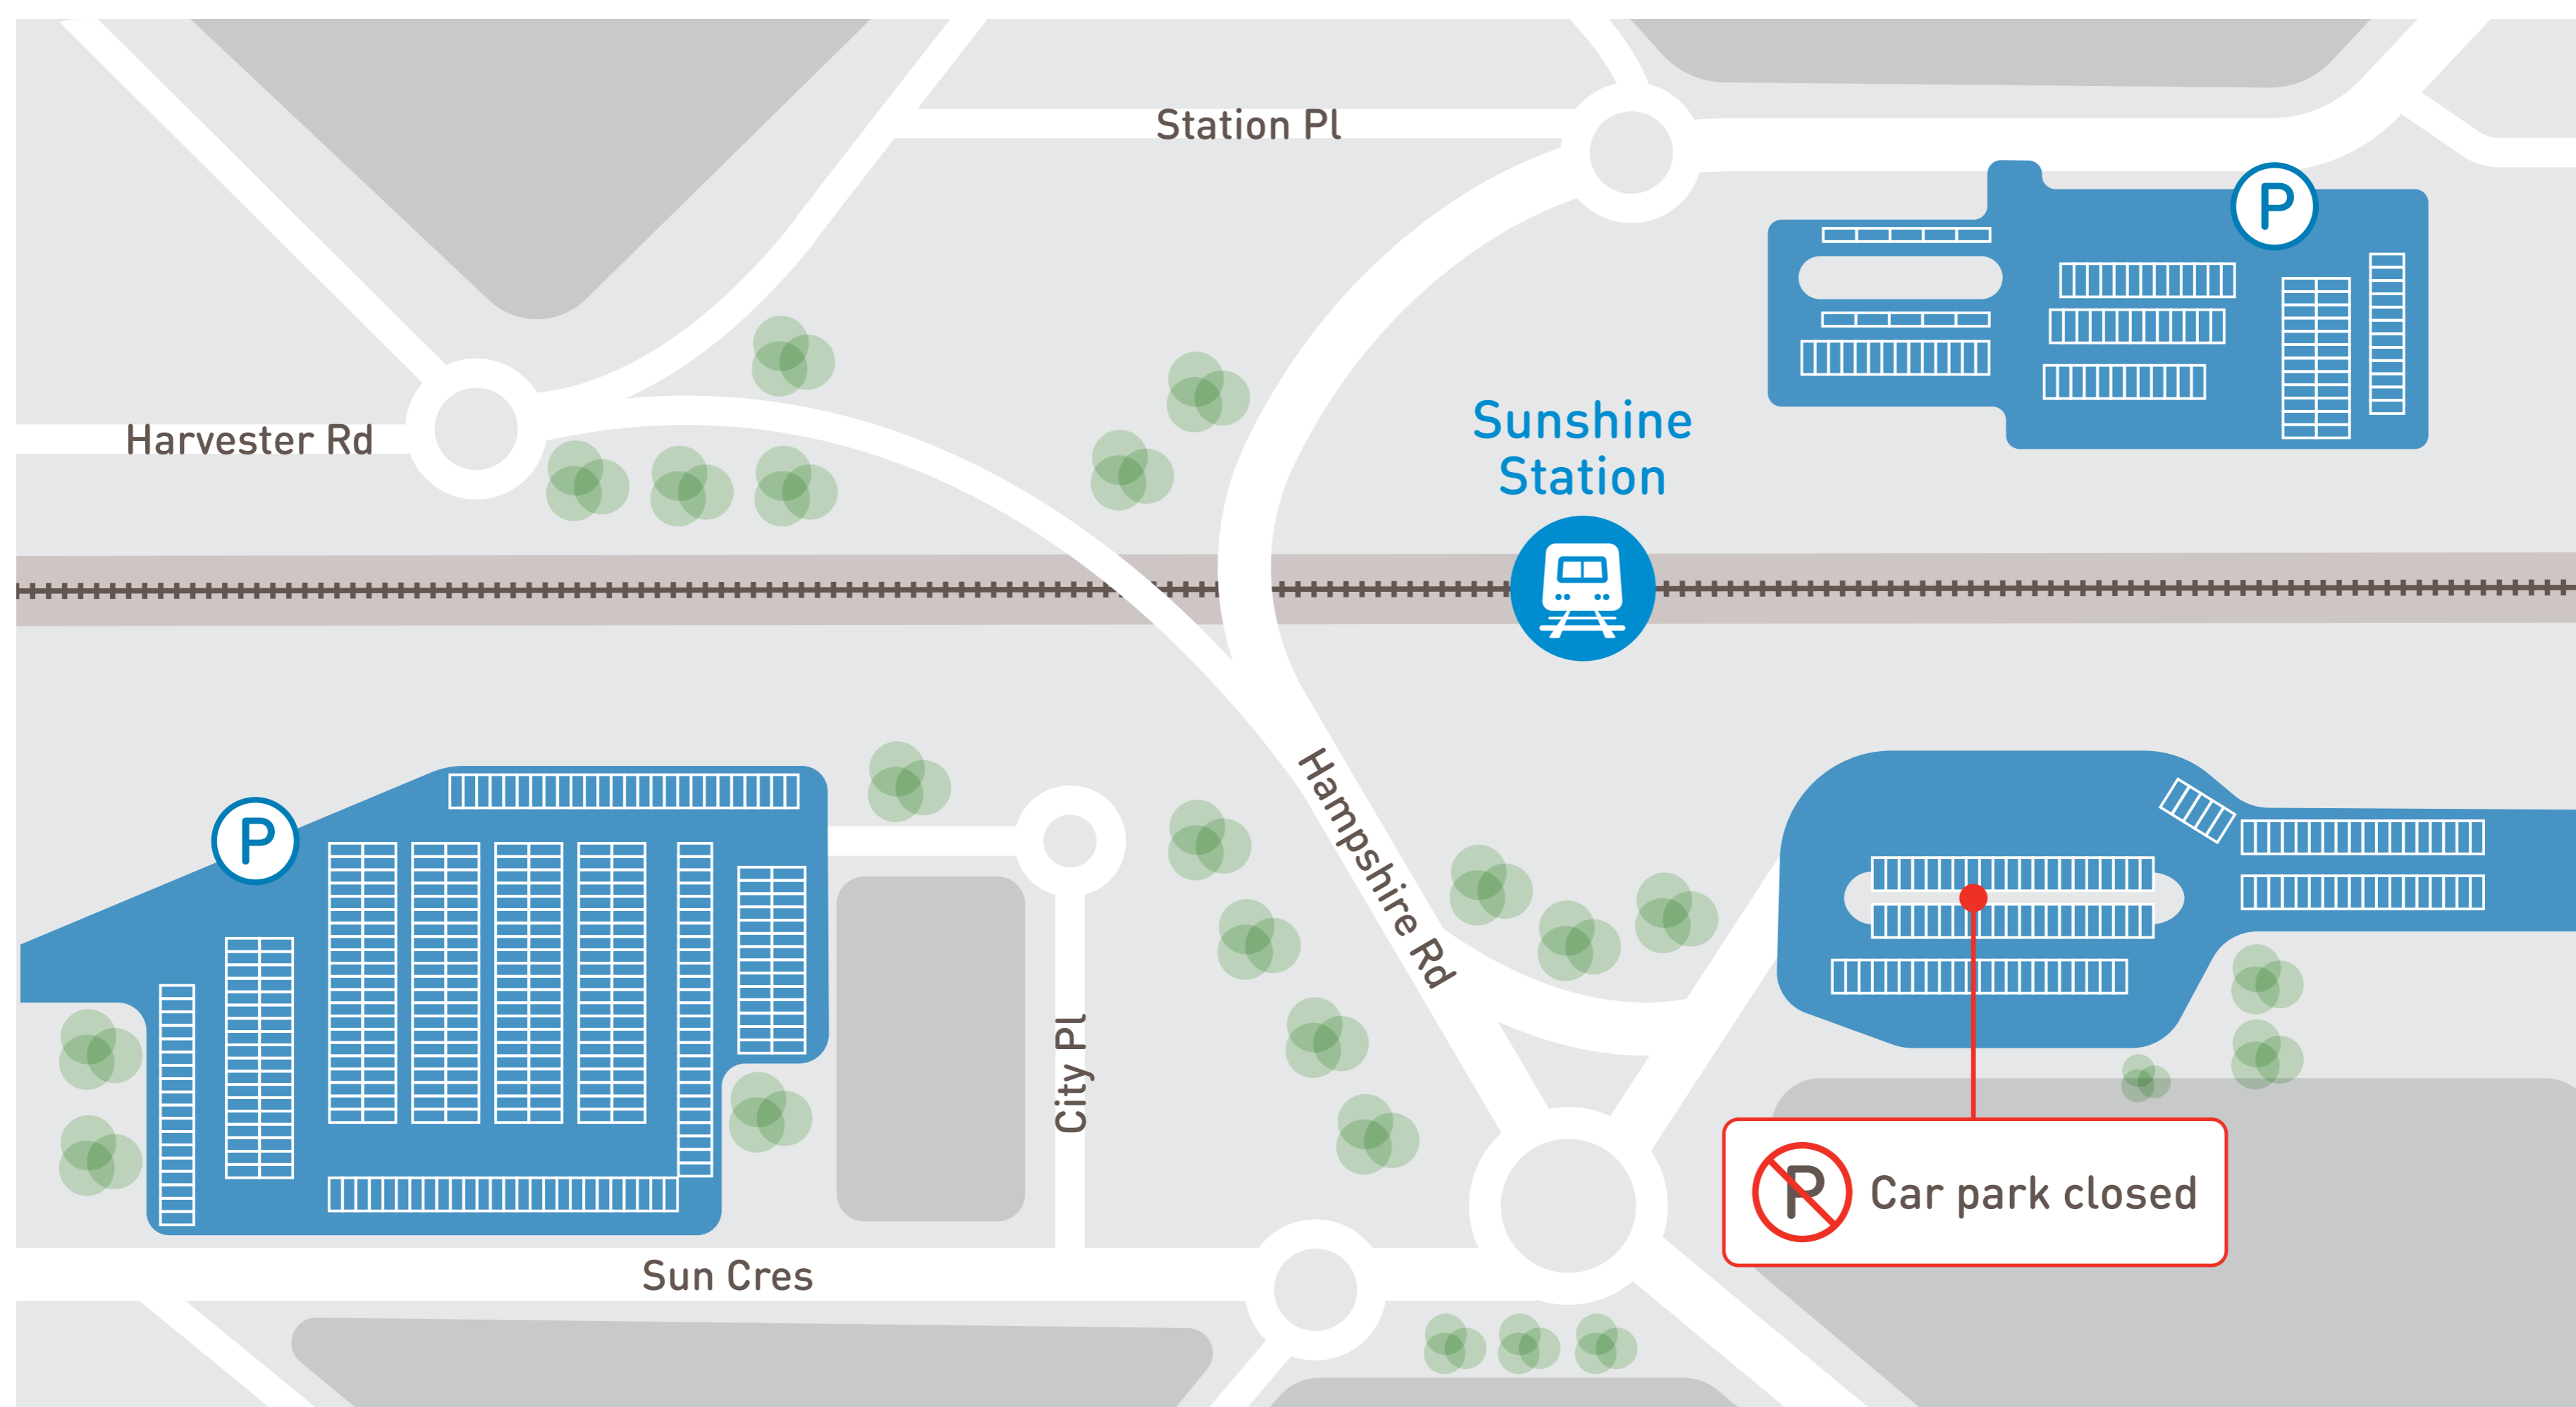 Station Pl
P
Harvester Rd
Sunshine
Station
P
Hampshire Rd
City Pl
P Car park closed
Sun Cres